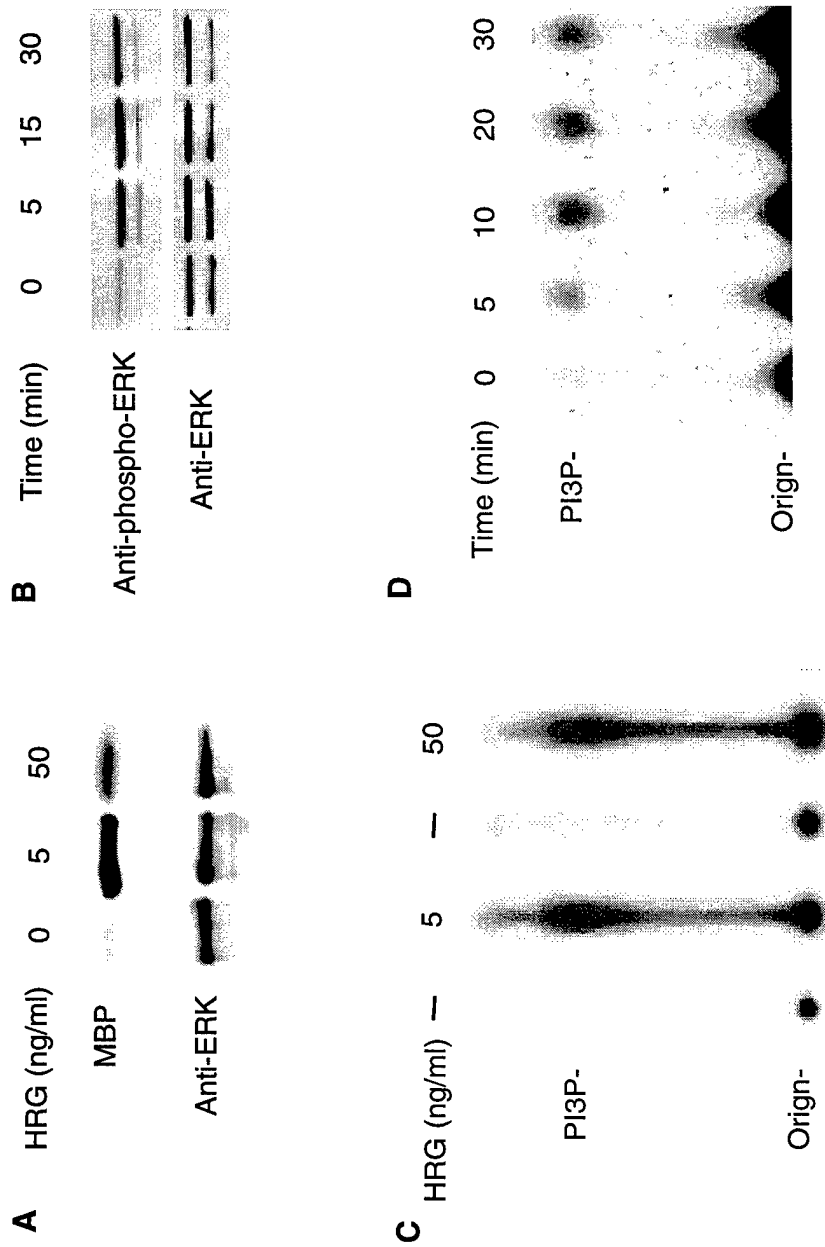 A
HRG (ng/ml) 0 5 50
MBP
Anti-ERK
B
Time (min) 0 5 15 30
Anti-phospho-ERK
Anti-ERK
C
HRG (ng/ml) — 5 — 50
PI3P-
Orign-
D
Time (min) 0 5 10 20 30
PI3P-
Orign-